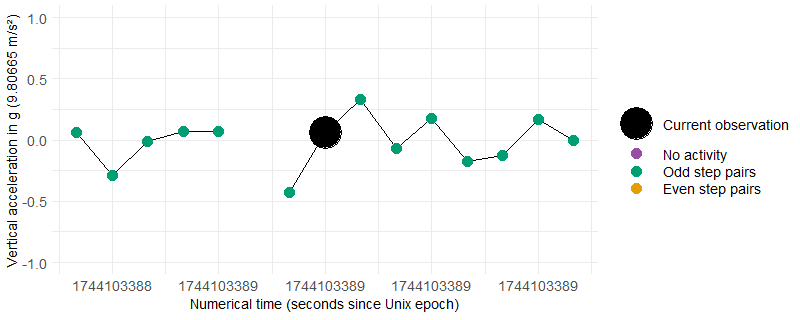 Vertical acceleration in g (9.80665 m/s²)
1.0
0.5
0.0
-0.5
-1.0
1744103388 1744103389 1744103389 1744103389 1744103389
Numerical time (seconds since Unix epoch)
Current observation
No activity
Odd step pairs
Even step pairs